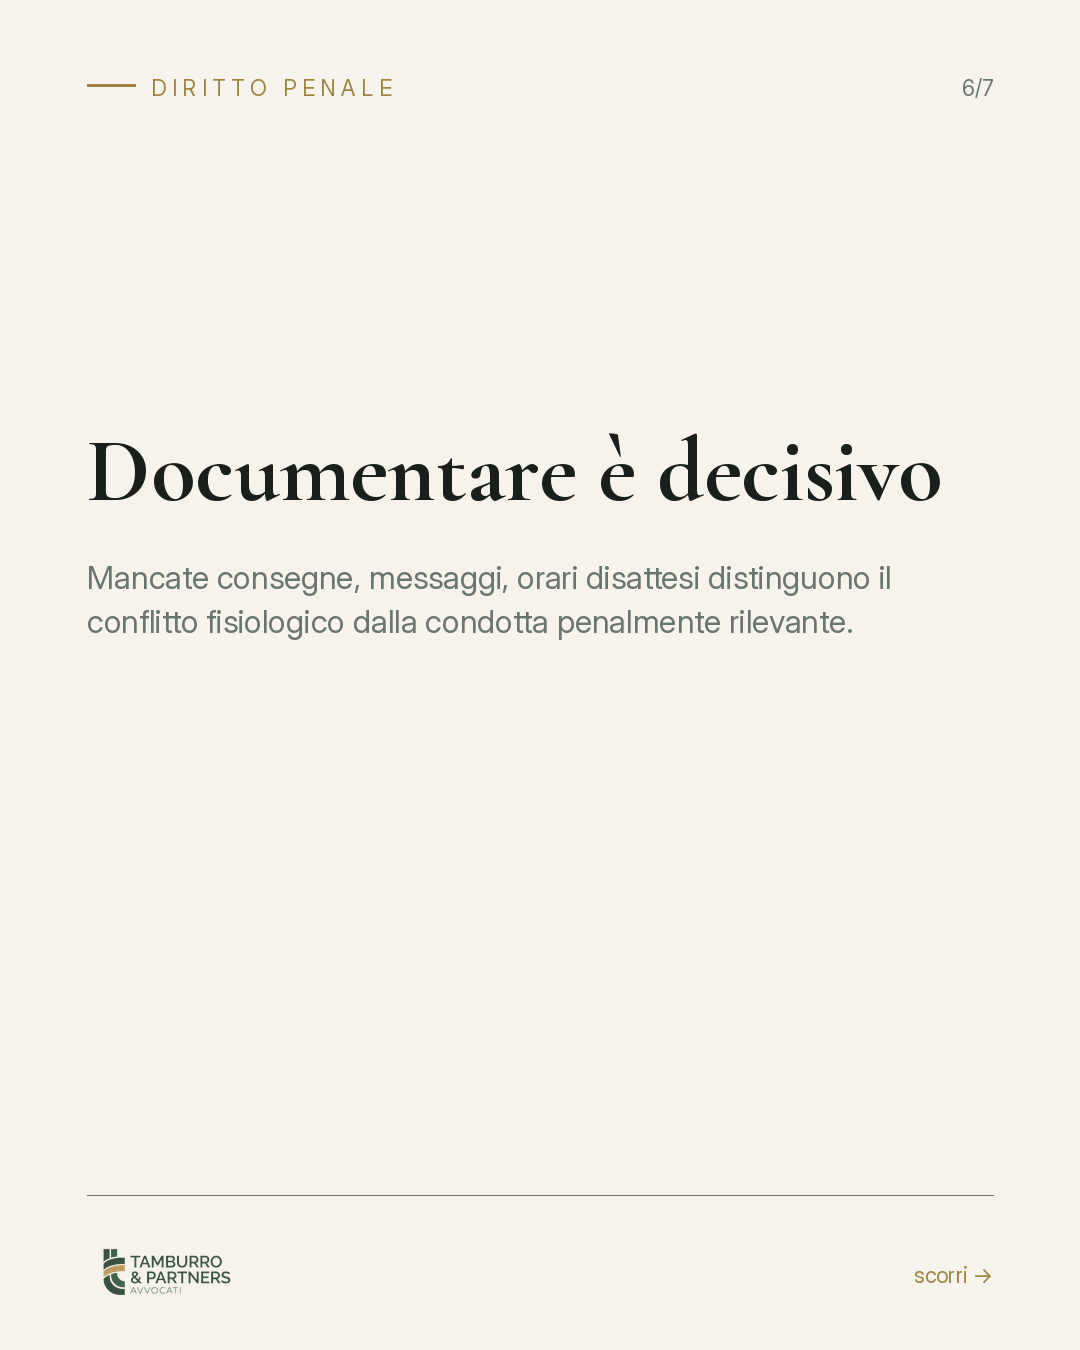 DIRITTO PENALE
6/7
Documentare è decisivo
Mancate consegne, messaggi, orari disattesi distinguono il
conflitto fisiologico dalla condotta penalmente rilevante.
TAMBURRO
& PARTNERS
AVVOCATI
scorri →